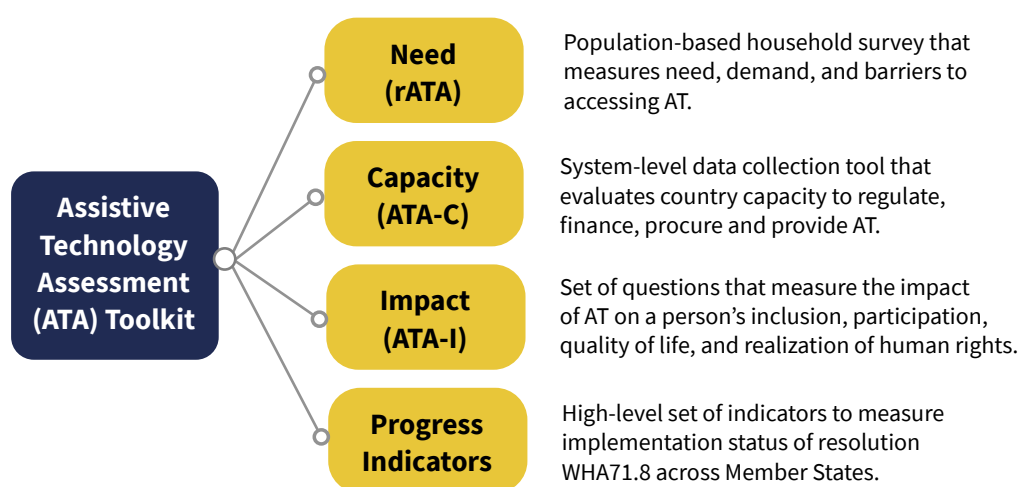 Assistive
Technology
Assessment
(ATA) Toolkit
Need
(rATA)
Population-based household survey that
measures need, demand, and barriers to
accessing AT.
Capacity
(ATA-C)
System-level data collection tool that
evaluates country capacity to regulate,
finance, procure and provide AT.
Impact
(ATA-I)
Set of questions that measure the impact
of AT on a person’s inclusion, participation,
quality of life, and realization of human rights.
Progress
Indicators
High-level set of indicators to measure
implementation status of resolution
WHA71.8 across Member States.